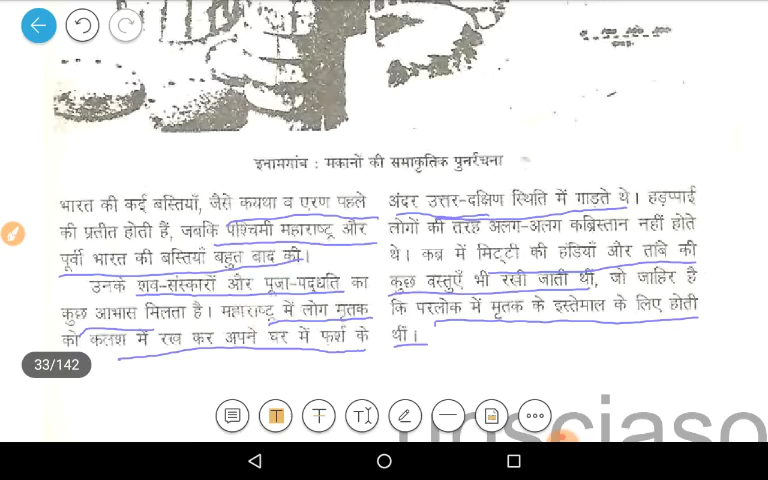 इनामगांव : मकानों की समाकृतिक पुनर्रचना
भारत की कई बस्तियाँ, जैसे कयथा व एरण पहले
की प्रतीत होती हैं, जबकि पश्चिमी महाराष्ट्र और
पूर्वी भारत की बस्तियाँ बहुत बाद की।
उनके शव-संस्कारों और पूजा-पद्धति का
कुछ आभास मिलता है। महाराष्ट्र में लोग मृतक
को कलश में रख कर अपने घर में फ़र्श के
अंदर उत्तर-दक्षिण स्थिति में गाड़ते थे। हड़प्पाई
लोगों की तरह अलग-अलग कब्रिस्तान नहीं होते
थे। कब्र में मिट्टी की हंडियाँ और तांबे की
कुछ वस्तुएँ भी रखी जाती थीं, जो जाहिर है
कि परलोक में मृतक के इस्तेमाल के लिए होती
थीं।
33/142